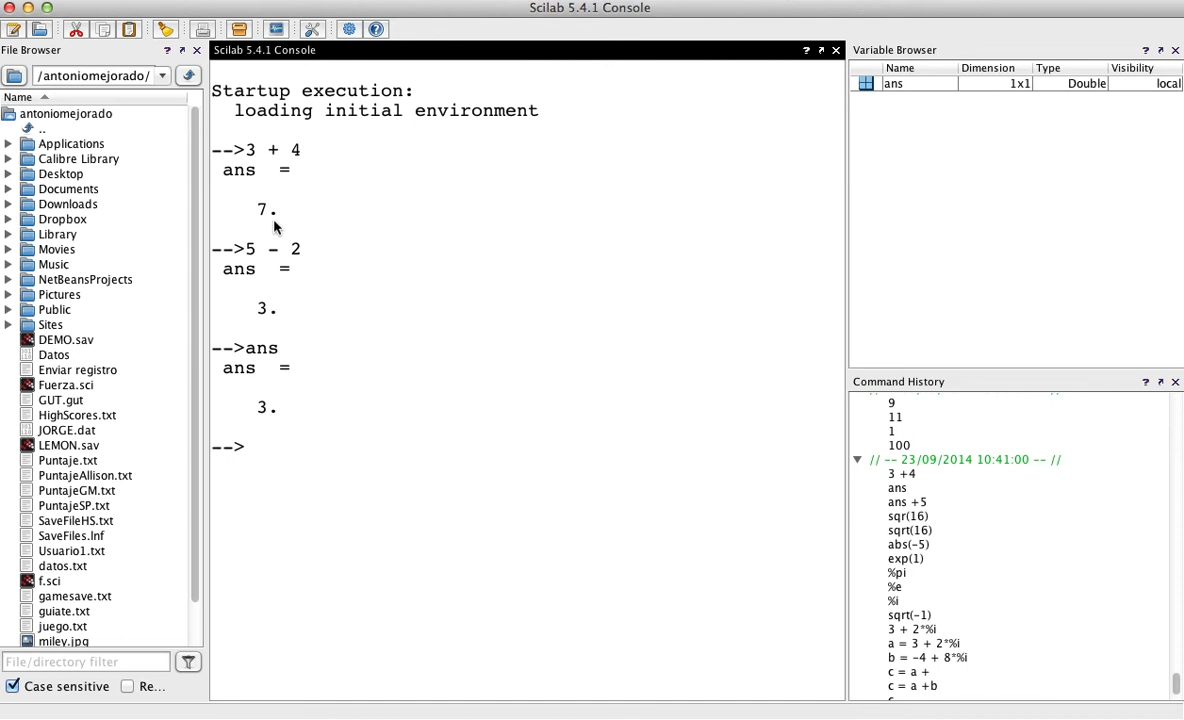 Scilab 5.4.1 Console
File Browser
/antoniomejorado/
Name
antoniomejorado
..
Applications
Calibre Library
Desktop
Documents
Downloads
Dropbox
Library
Movies
Music
NetBeansProjects
Pictures
Public
Sites
DEMO.sav
Datos
Enviar registro
Fuerza.sci
GUT.gut
HighScores.txt
JORGE.dat
LEMON.sav
Puntaje.txt
PuntajeAllison.txt
PuntajeGM.txt
PuntajeSP.txt
SaveFileHS.txt
SaveFiles.lnf
Usuario1.txt
datos.txt
f.sci
gamesave.txt
guiate.txt
juego.txt
miley.jpg
File/directory filter
Case sensitive Re...
Scilab 5.4.1 Console
Startup execution:
loading initial environment
-->3 + 4
ans =
7.
-->5 - 2
ans =
3.
-->ans
ans =
3.
-->
Variable Browser
Name Dimension Type Visibility
ans 1x1 Double local
Command History
9
11
1
100
// -- 23/09/2014 10:41:00 -- //
3 +4
ans
ans +5
sqr(16)
sqrt(16)
abs(-5)
exp(1)
%pi
%e
%i
sqrt(-1)
3 + 2*%i
a = 3 + 2*%i
b = -4 + 8*%i
c = a +
c = a +b